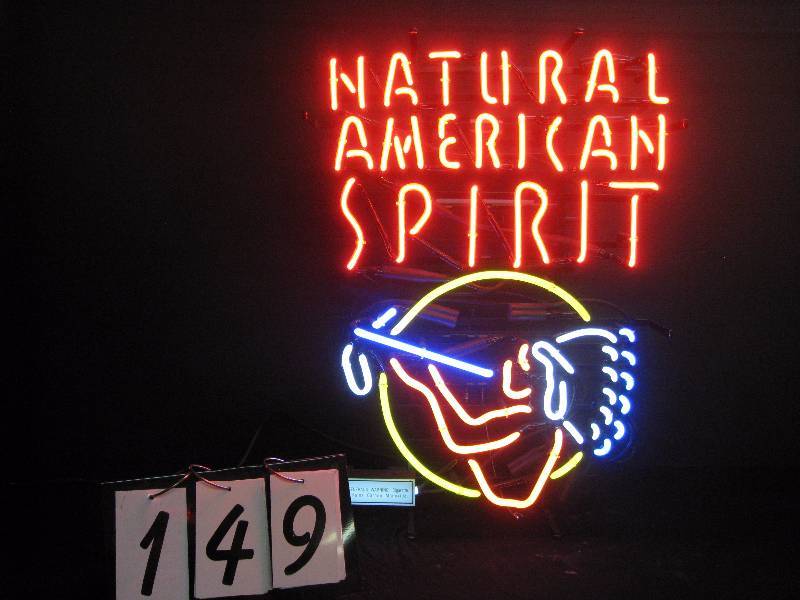 NATURAL
AMERICAN
SPIRIT
149